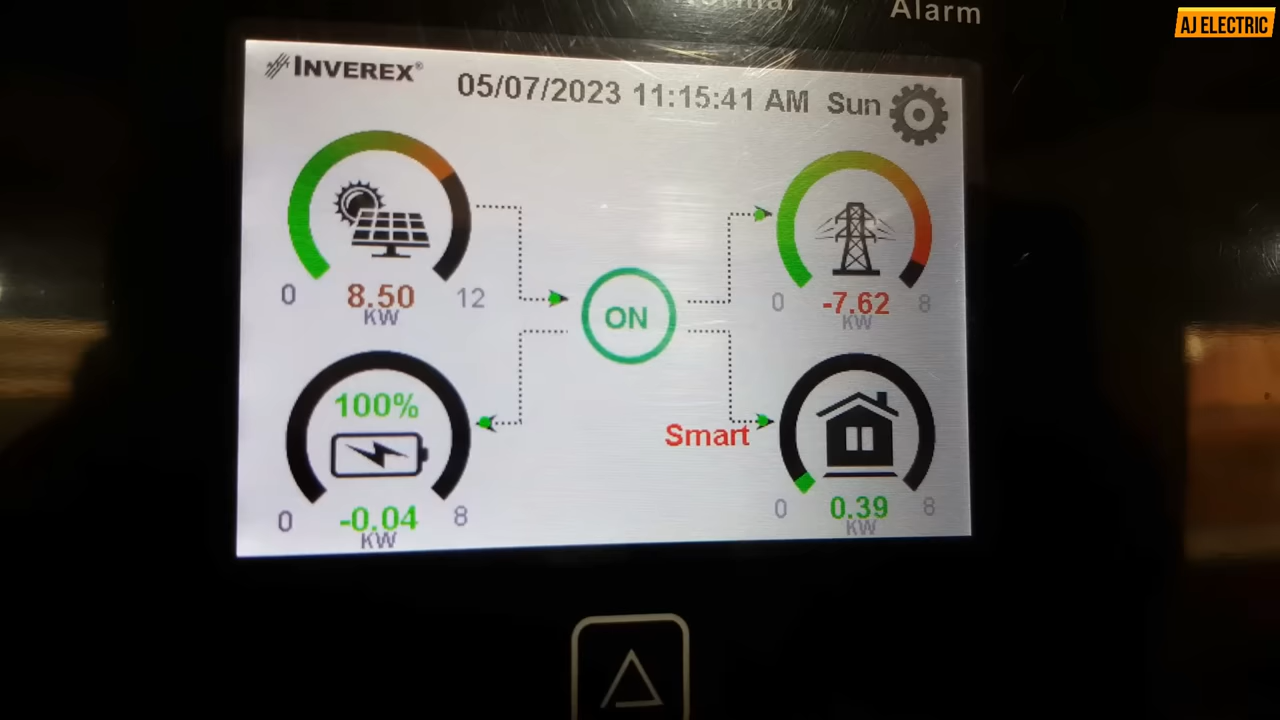 Normal
Alarm
AJ ELECTRIC
INVEREX®
05/07/2023 11:15:41 AM Sun
0 8.50 12
KW
0 -7.62 8
KW
ON
100%
Smart
0 -0.04 8
KW
0 0.39 8
KW